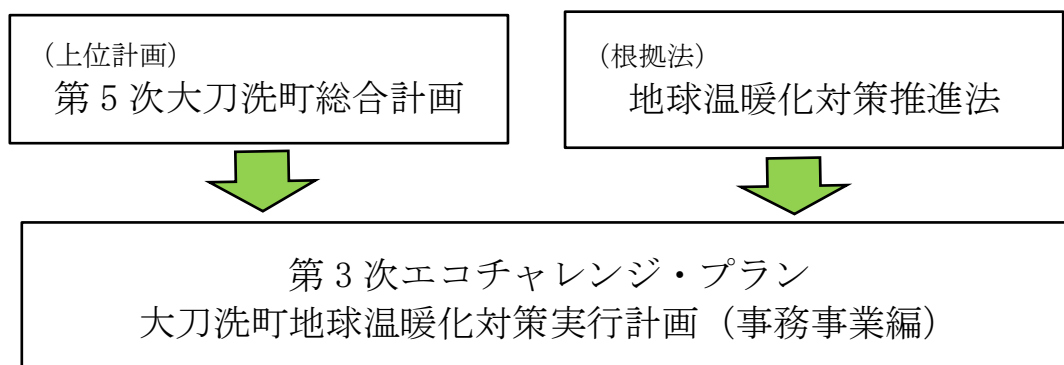 (上位計画)
第5次大刀洗町総合計画
(根拠法)
地球温暖化対策推進法
第3次エコチャレンジ・プラン
大刀洗町地球温暖化対策実行計画（事務事業編）